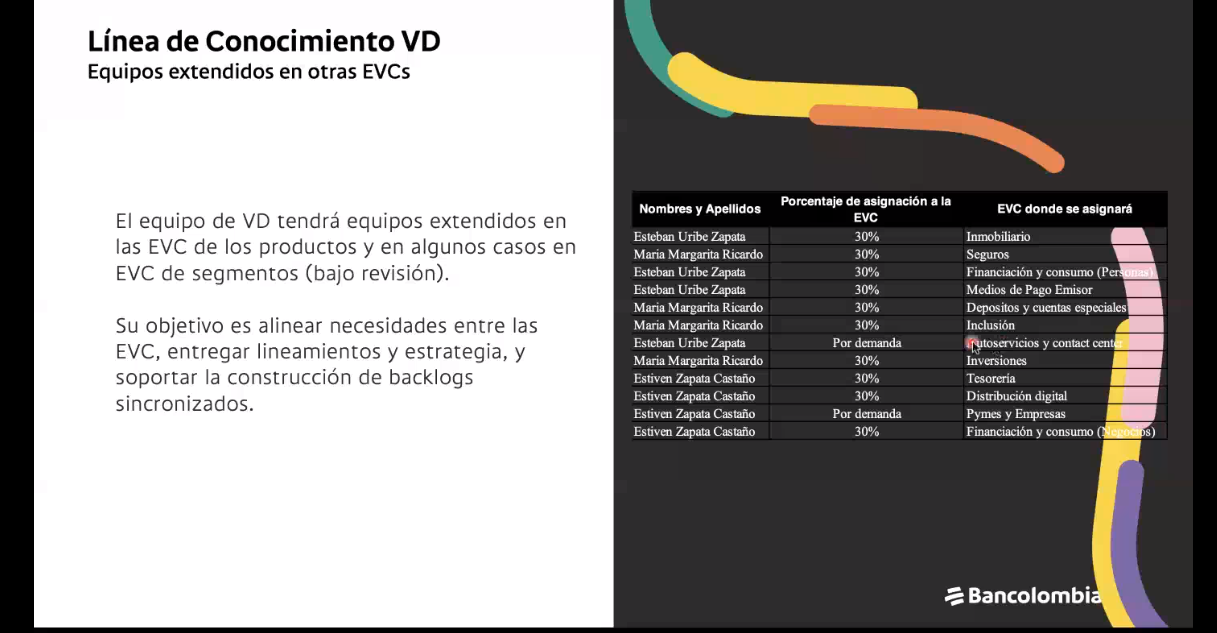 Línea de Conocimiento VD
Equipos extendidos en otras EVCs
El equipo de VD tendrá equipos extendidos en
las EVC de los productos y en algunos casos en
EVC de segmentos (bajo revisión).
Su objetivo es alinear necesidades entre las
EVC, entregar lineamientos y estrategia, y
soportar la construcción de backlogs
sincronizados.
Nombres y Apellidos Porcentaje de asignación a la EVC EVC donde se asignará
Esteban Uribe Zapata 30% Inmobiliario
Maria Margarita Ricardo 30% Seguros
Esteban Uribe Zapata 30% Financiación y consumo (Personas)
Esteban Uribe Zapata 30% Medios de Pago Emisor
Maria Margarita Ricardo 30% Depositos y cuentas especiales
Maria Margarita Ricardo 30% Inclusión
Esteban Uribe Zapata Por demanda Autoservicios y contact center
Maria Margarita Ricardo 30% Inversiones
Estiven Zapata Castaño 30% Tesorería
Estiven Zapata Castaño 30% Distribución digital
Estiven Zapata Castaño Por demanda Pymes y Empresas
Estiven Zapata Castaño 30% Financiación y consumo (Negocios)
Bancolombia